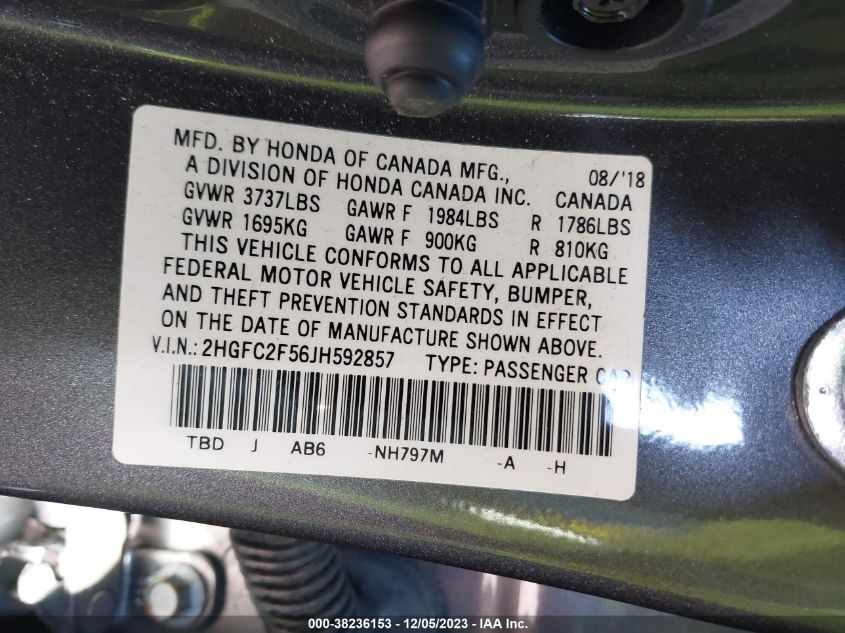 MFD. BY HONDA OF CANADA MFG., 08/'18
A DIVISION OF HONDA CANADA INC. CANADA
GVWR 3737LBS GAWR F 1984LBS R 1786LBS
GVWR 1695KG GAWR F 900KG R 810KG
THIS VEHICLE CONFORMS TO ALL APPLICABLE
FEDERAL MOTOR VEHICLE SAFETY, BUMPER,
AND THEFT PREVENTION STANDARDS IN EFFECT
ON THE DATE OF MANUFACTURE SHOWN ABOVE.
V.I.N.: 2HGFC2F56JH592857 TYPE: PASSENGER CAR
TBD J AB6 -NH797M -A -H
000-38236153 - 12/05/2023 - © IAA Inc.